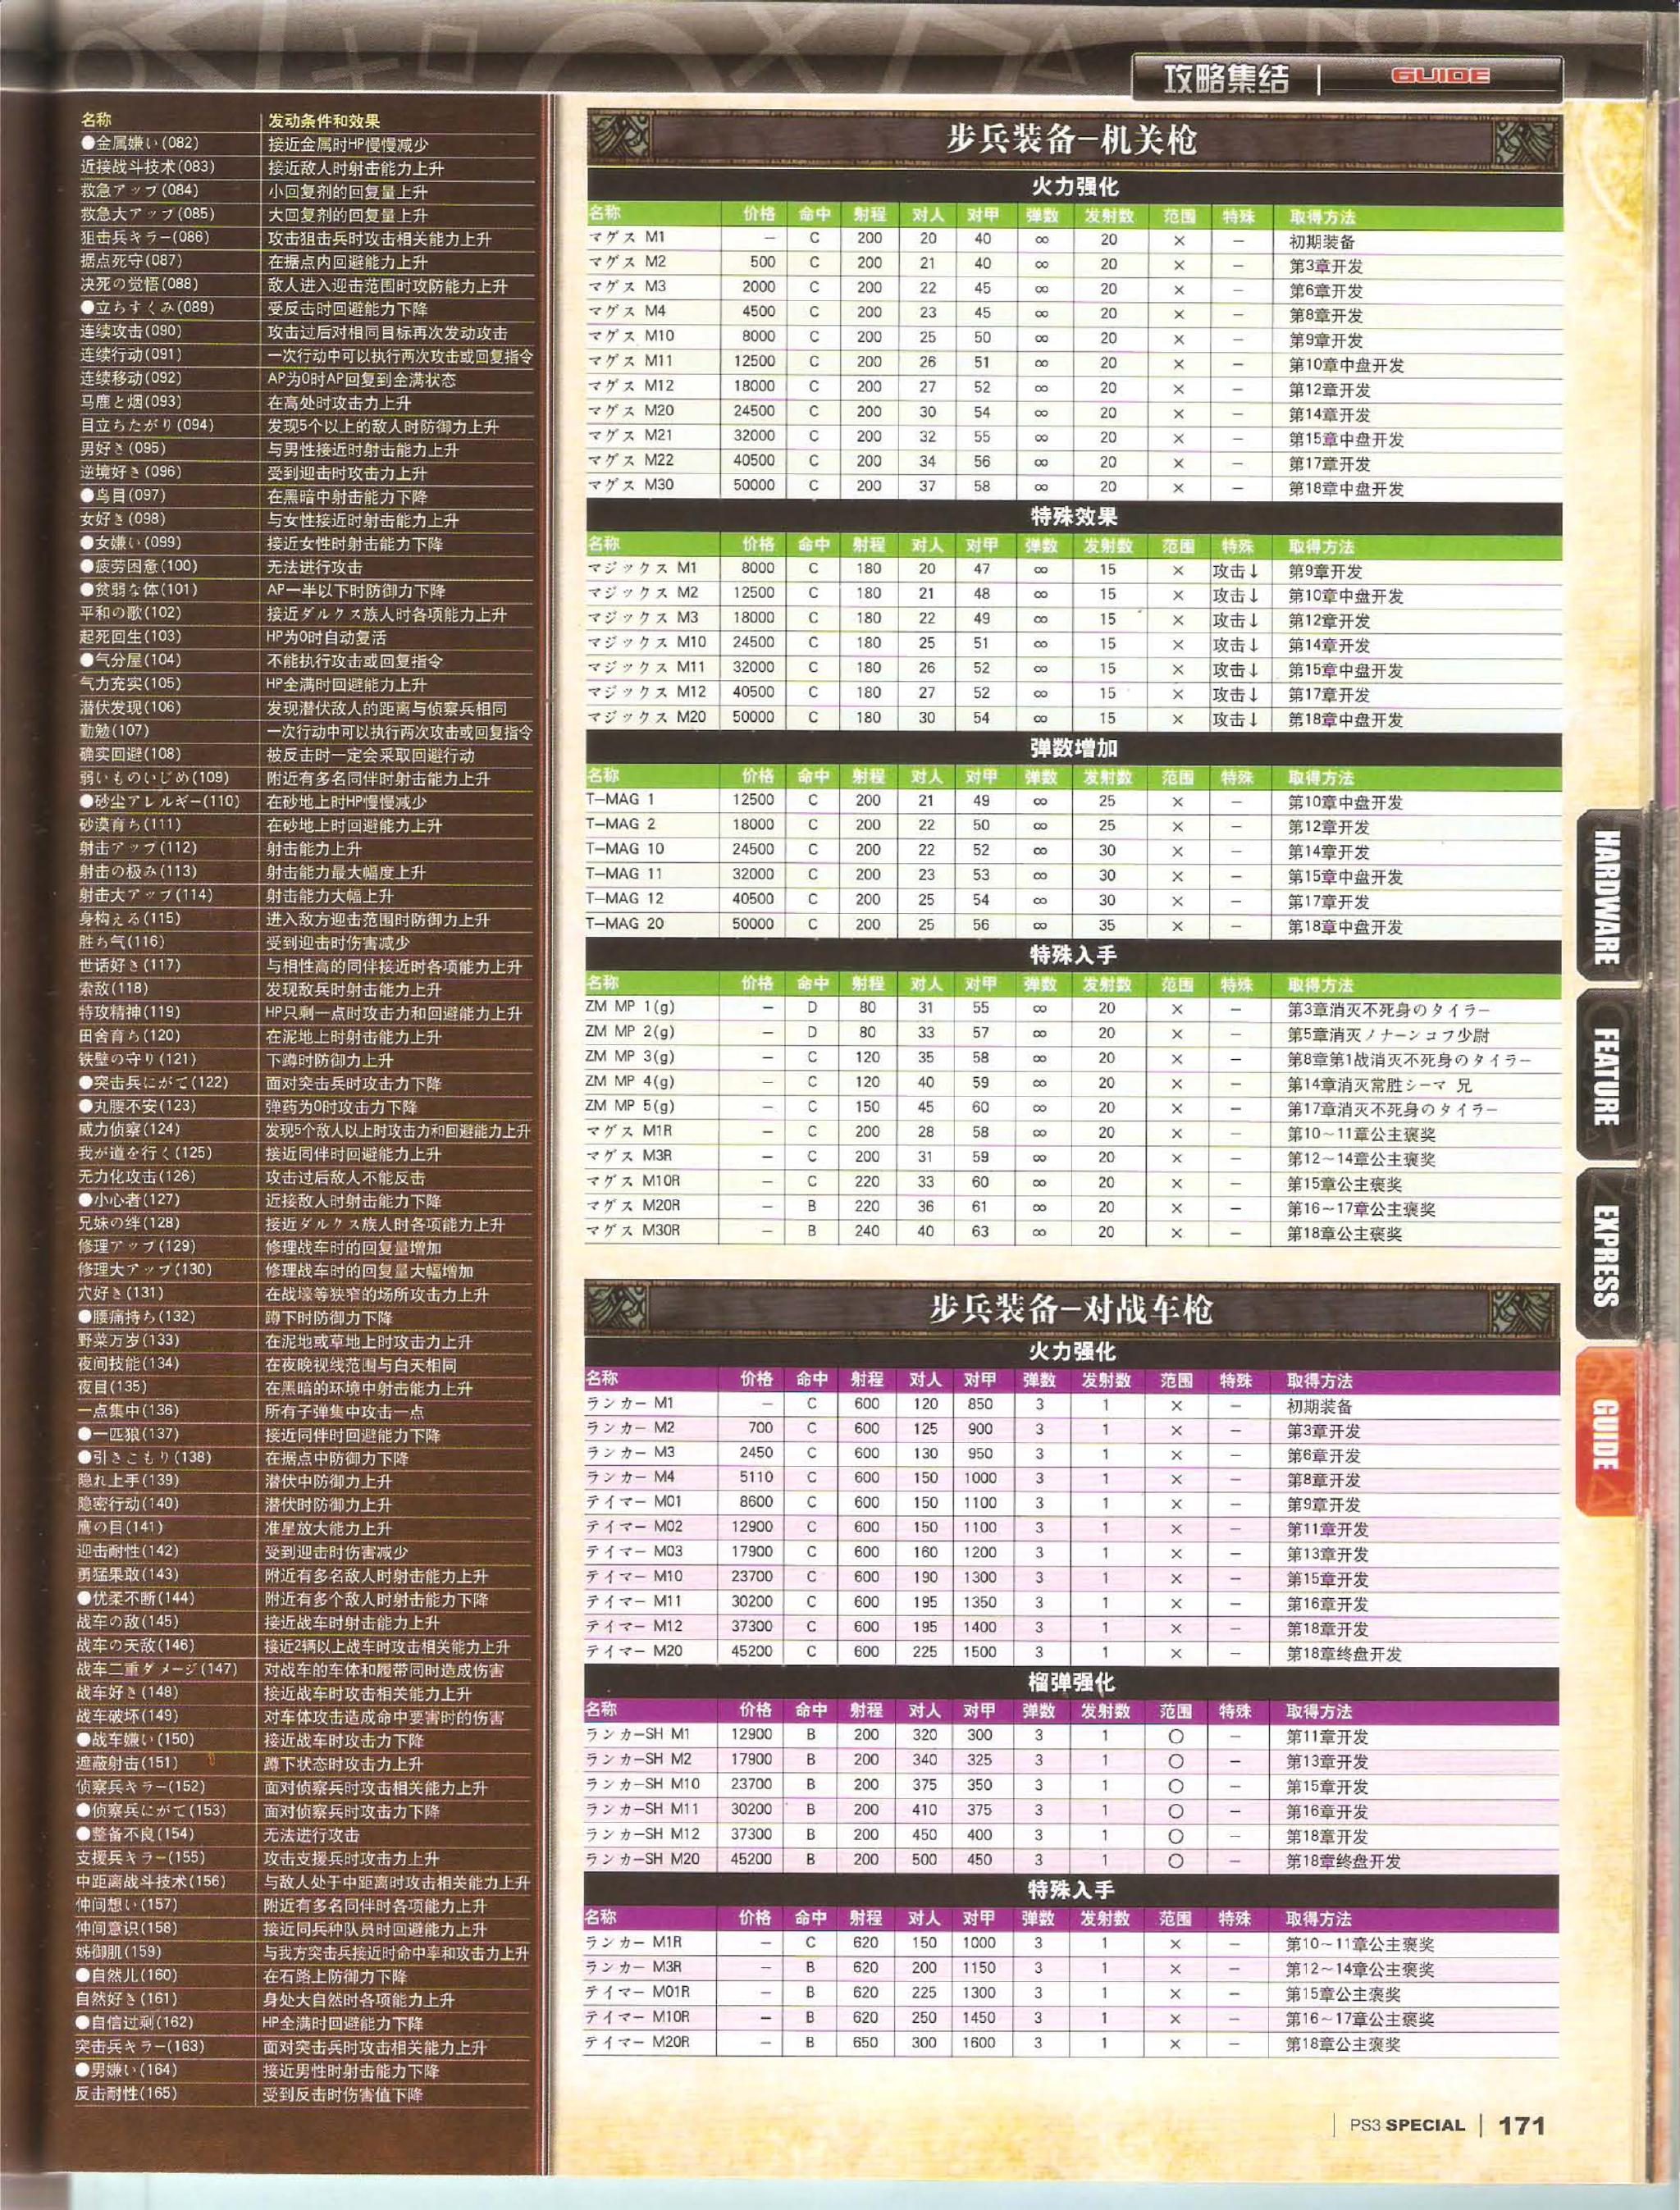 攻略集结 | GUIDE
名称 发动条件和效果
●金属嫌い(082) 接近金属时HP慢慢减少
近接战斗技术(083) 接近敌人时射击能力上升
救急アップ(084) 小回复剂的回复量上升
救急大アップ(085) 大回复剂的回复量上升
狙击兵キラー(086) 攻击狙击兵时攻击相关能力上升
据点死守(087) 在据点内回避能力上升
决死の觉悟(088) 敌人进入迎击范围时攻防能力上升
●立ちすくみ(089) 受反击时回避能力下降
连续攻击(090) 攻击过后对相同目标再次发动攻击
连续行动(091) 一次行动中可以执行两次攻击或回复指令
连续移动(092) AP为0时AP回复到全满状态
马鹿と烟(093) 在高处时攻击力上升
目立ちたがり(094) 发现5个以上的敌人时防御力上升
男好き(095) 与男性接近时射击能力上升
逆境好き(096) 受到迎击时攻击力上升
●鸟目(097) 在黑暗中射击能力下降
女好き(098) 与女性接近时射击能力上升
●女嫌い(099) 接近女性时射击能力下降
●疲劳困惫(100) 无法进行攻击
●贫弱な体(101) AP一半以下时防御力下降
平和の歌(102) 接近ダルクス族人时各项能力上升
起死回生(103) HP为0时自动复活
●气分屋(104) 不能执行攻击或回复指令
气力充实(105) HP全满时回避能力上升
潜伏发现(106) 发现潜伏敌人的距离与侦察兵相同
勤勉(107) 一次行动中可以执行两次攻击或回复指令
确实回避(108) 被反击时一定会采取回避行动
弱いものいじめ(109) 附近有多名同伴时射击能力上升
●砂尘アレルギー(110) 在砂地上时HP慢慢减少
砂漠育ち(111) 在砂地上时回避能力上升
射击アップ(112) 射击能力上升
射击の极み(113) 射击能力最大幅度上升
射击大アップ(114) 射击能力大幅上升
身构える(115) 进入敌方迎击范围时防御力上升
胜ち气(116) 受到迎击时伤害减少
世话好き(117) 与相性高的同伴接近时各项能力上升
索敌(118) 发现敌兵时射击能力上升
特攻精神(119) HP只剩一点时攻击力和回避能力上升
田舍育ち(120) 在泥地上时射击能力上升
铁壁の守り(121) 下蹲时防御力上升
●突击兵にがて(122) 面对突击兵时攻击力下降
●丸腰不安(123) 弹药为0时攻击力下降
威力侦察(124) 发现5个敌人以上时攻击力和回避能力上升
我が道を行く(125) 接近同伴时回避能力上升
无力化攻击(126) 攻击过后敌人不能反击
●小心者(127) 近接敌人时射击能力下降
兄妹の绊(128) 接近ダルクス族人时各项能力上升
修理アップ(129) 修理战车时的回复量增加
修理大アップ(130) 修理战车时的回复量大幅增加
穴好き(131) 在战壕等狭窄的场所攻击力上升
●腰痛持ち(132) 蹲下时防御力下降
野菜万岁(133) 在泥地或草地上时攻击力上升
夜间技能(134) 在夜晚视线范围与白天相同
夜目(135) 在黑暗的环境中射击能力上升
一点集中(136) 所有子弹集中攻击一点
●一匹狼(137) 接近同伴时回避能力下降
●引きこもり(138) 在据点中防御力下降
隐れ上手(139) 潜伏中防御力上升
隐密行动(140) 潜伏时防御力上升
鹰の目(141) 准星放大能力上升
迎击耐性(142) 受到迎击时伤害减少
勇猛果敢(143) 附近有多名敌人时射击能力上升
●优柔不断(144) 附近有多个敌人时射击能力下降
战车の敌(145) 接近战车时射击能力上升
战车の天敌(146) 接近2辆以上战车时攻击相关能力上升
战车二重ダメージ(147) 对战车的车体和履带同时造成伤害
战车好き(148) 接近战车时攻击相关能力上升
战车破坏(149) 对车体攻击造成命中要害时的伤害
●战车嫌い(150) 接近战车时攻击力下降
遮蔽射击(151) 蹲下状态时攻击力上升
侦察兵キラー(152) 面对侦察兵时攻击相关能力上升
●侦察兵にがて(153) 面对侦察兵时攻击力下降
●整备不良(154) 无法进行攻击
支援兵キラー(155) 攻击支援兵时攻击力上升
中距离战斗技术(156) 与敌人处于中距离时攻击相关能力上升
仲间想い(157) 附近有多名同伴时各项能力上升
仲间意识(158) 接近同兵种队员时回避能力上升
姊御肌(159) 与我方突击兵接近时命中率和攻击力上升
●自然儿(160) 在石路上防御力下降
自然好き(161) 身处大自然时各项能力上升
●自信过剩(162) HP全满时回避能力下降
突击兵キラー(163) 面对突击兵时攻击相关能力上升
●男嫌い(164) 接近男性时射击能力下降
反击耐性(165) 受到反击时伤害值下降
步兵装备-机关枪
火力强化
名称 价格 命中 射程 对人 对甲 弹数 发射数 范围 特殊 取得方法
マグス M1 － C 200 20 40 ∞ 20 × － 初期装备
マグス M2 500 C 200 21 40 ∞ 20 × － 第3章开发
マグス M3 2000 C 200 22 45 ∞ 20 × － 第6章开发
マグス M4 4500 C 200 23 45 ∞ 20 × － 第8章开发
マグス M10 8000 C 200 25 50 ∞ 20 × － 第9章开发
マグス M11 12500 C 200 26 51 ∞ 20 × － 第10章中盘开发
マグス M12 18000 C 200 27 52 ∞ 20 × － 第12章开发
マグス M20 24500 C 200 30 54 ∞ 20 × － 第14章开发
マグス M21 32000 C 200 32 55 ∞ 20 × － 第15章中盘开发
マグス M22 40500 C 200 34 56 ∞ 20 × － 第17章开发
マグス M30 50000 C 200 37 58 ∞ 20 × － 第18章中盘开发
特殊效果
名称 价格 命中 射程 对人 对甲 弹数 发射数 范围 特殊 取得方法
マジックス M1 8000 C 180 20 47 ∞ 15 × 攻击↓ 第9章开发
マジックス M2 12500 C 180 21 48 ∞ 15 × 攻击↓ 第10章中盘开发
マジックス M3 18000 C 180 22 49 ∞ 15 × 攻击↓ 第12章开发
マジックス M10 24500 C 180 25 51 ∞ 15 × 攻击↓ 第14章开发
マジックス M11 32000 C 180 26 52 ∞ 15 × 攻击↓ 第15章中盘开发
マジックス M12 40500 C 180 27 52 ∞ 15 × 攻击↓ 第17章开发
マジックス M20 50000 C 180 30 54 ∞ 15 × 攻击↓ 第18章中盘开发
弹数增加
名称 价格 命中 射程 对人 对甲 弹数 发射数 范围 特殊 取得方法
T-MAG 1 12500 C 200 21 49 ∞ 25 × － 第10章中盘开发
T-MAG 2 18000 C 200 22 50 ∞ 25 × － 第12章开发
T-MAG 10 24500 C 200 22 52 ∞ 30 × － 第14章开发
T-MAG 11 32000 C 200 23 53 ∞ 30 × － 第15章中盘开发
T-MAG 12 40500 C 200 25 54 ∞ 30 × － 第17章开发
T-MAG 20 50000 C 200 25 56 ∞ 35 × － 第18章中盘开发
特殊入手
名称 价格 命中 射程 对人 对甲 弹数 发射数 范围 特殊 取得方法
ZM MP 1(g) － D 80 31 55 ∞ 20 × － 第3章消灭不死身のタイラー
ZM MP 2(g) － D 80 33 57 ∞ 20 × － 第5章消灭ノナーンコフ少尉
ZM MP 3(g) － C 120 35 58 ∞ 20 × － 第8章第1战消灭不死身のタイラー
ZM MP 4(g) － C 120 40 59 ∞ 20 × － 第14章消灭常胜シーマ 兄
ZM MP 5(g) － C 150 45 60 ∞ 20 × － 第17章消灭不死身のタイラー
マグス M1R － C 200 28 58 ∞ 20 × － 第10～11章公主褒奖
マグス M3R － C 200 31 59 ∞ 20 × － 第12～14章公主褒奖
マグス M10R － C 220 33 60 ∞ 20 × － 第15章公主褒奖
マグス M20R － B 220 36 61 ∞ 20 × － 第16～17章公主褒奖
マグス M30R － B 240 40 63 ∞ 20 × － 第18章公主褒奖
步兵装备-对战车枪
火力强化
名称 价格 命中 射程 对人 对甲 弹数 发射数 范围 特殊 取得方法
ランカー M1 － C 600 120 850 3 1 × － 初期装备
ランカー M2 700 C 600 125 900 3 1 × － 第3章开发
ランカー M3 2450 C 600 130 950 3 1 × － 第6章开发
ランカー M4 5110 C 600 150 1000 3 1 × － 第8章开发
テイマー M01 8600 C 600 150 1100 3 1 × － 第9章开发
テイマー M02 12900 C 600 150 1100 3 1 × － 第11章开发
テイマー M03 17900 C 600 160 1200 3 1 × － 第13章开发
テイマー M10 23700 C 600 190 1300 3 1 × － 第15章开发
テイマー M11 30200 C 600 195 1350 3 1 × － 第16章开发
テイマー M12 37300 C 600 195 1400 3 1 × － 第18章开发
テイマー M20 45200 C 600 225 1500 3 1 × － 第18章终盘开发
榴弹强化
名称 价格 命中 射程 对人 对甲 弹数 发射数 范围 特殊 取得方法
ランカーSH M1 12900 B 200 320 300 3 1 ○ － 第11章开发
ランカーSH M2 17900 B 200 340 325 3 1 ○ － 第13章开发
ランカーSH M10 23700 B 200 375 350 3 1 ○ － 第15章开发
ランカーSH M11 30200 B 200 410 375 3 1 ○ － 第16章开发
ランカーSH M12 37300 B 200 450 400 3 1 ○ － 第18章开发
ランカーSH M20 45200 B 200 500 450 3 1 ○ － 第18章终盘开发
特殊入手
名称 价格 命中 射程 对人 对甲 弹数 发射数 范围 特殊 取得方法
ランカー M1R － C 620 150 1000 3 1 × － 第10～11章公主褒奖
ランカー M3R － B 620 200 1150 3 1 × － 第12～14章公主褒奖
テイマー M01R － B 620 225 1300 3 1 × － 第15章公主褒奖
テイマー M10R － B 620 250 1450 3 1 × － 第16～17章公主褒奖
テイマー M20R － B 650 300 1600 3 1 × － 第18章公主褒奖
HARDWARE
FEATURE
EXPRESS
GUIDE
PS3 SPECIAL | 171